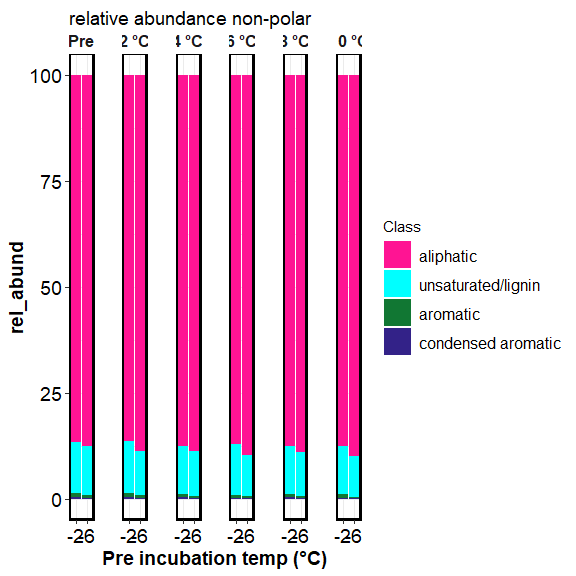 relative abundance non-polar
Pre 2 °C 4 °C 6 °C 8 °C 0 °C
100
75
50
25
0
rel_abund
-26 -26 -26 -26 -26 -26
Pre incubation temp (°C)
Class
aliphatic
unsaturated/lignin
aromatic
condensed aromatic